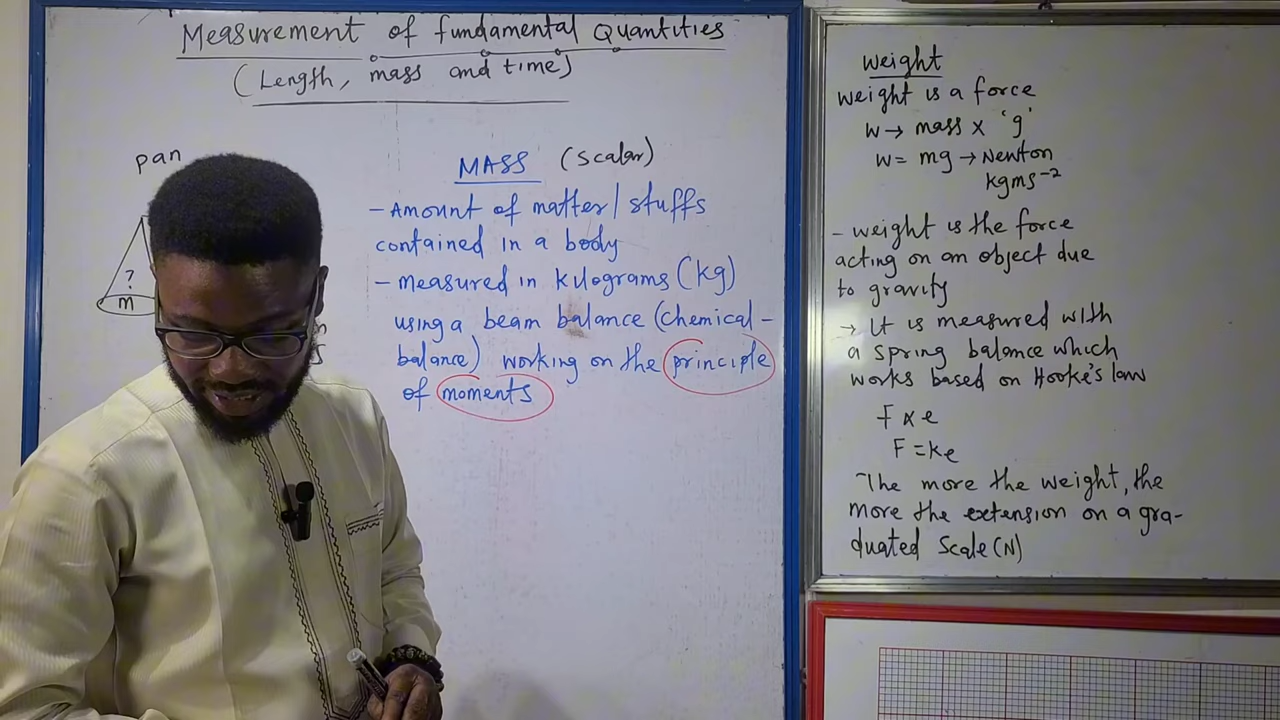 Measurement of fundamental Quantities
(Length, mass and time)
pan
?
m
MASS (scalar)
- Amount of matter/stuffs
contained in a body
- measured in kilograms (kg)
using a beam balance (chemical-
balance) working on the principle
of moments
weight
weight is a force
W → mass x 'g'
W = mg → Newton
kgms⁻²
- weight is the force
acting on an object due
to gravity
→ It is measured with
a spring balance which
works based on Hooke's law
F ∝ e
F = ke
The more the weight, the
more the extension on a gra-
duated scale (N)